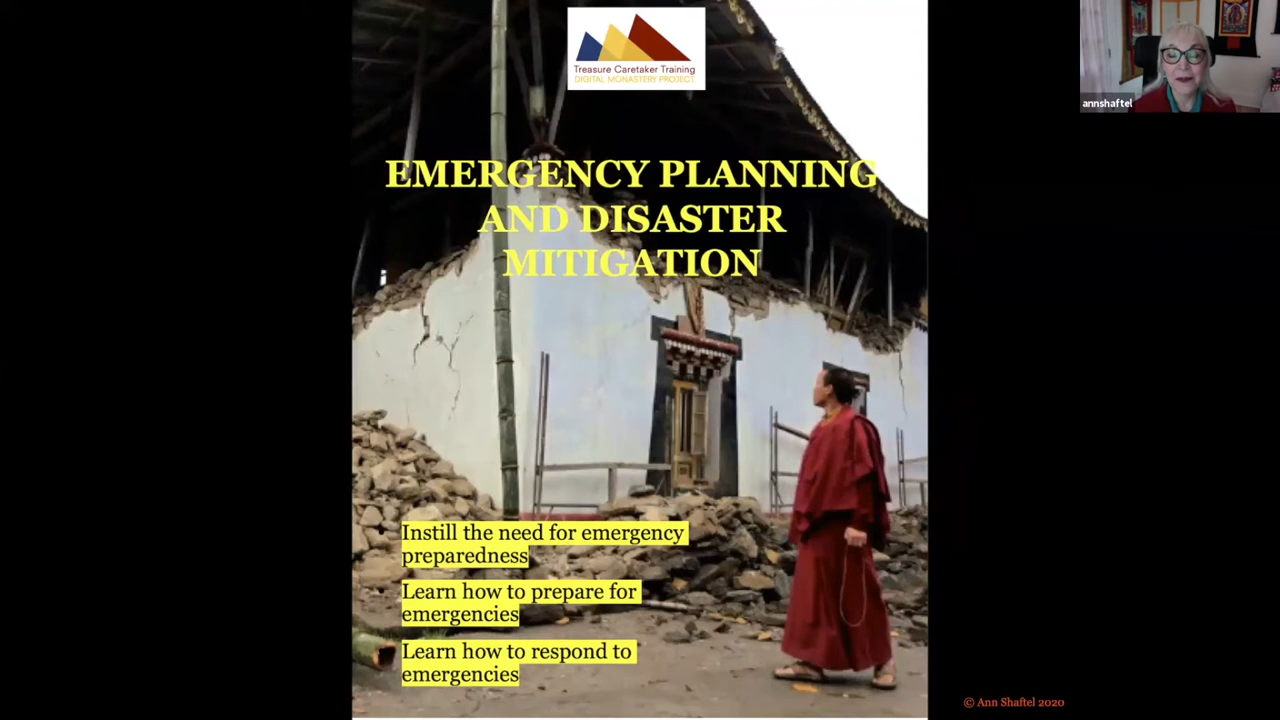 Treasure Caretaker Training
DIGITAL MONASTERY PROJECT
annshaftel
EMERGENCY PLANNING
AND DISASTER
MITIGATION
Instill the need for emergency
preparedness
Learn how to prepare for
emergencies
Learn how to respond to
emergencies
© Ann Shaftel 2020